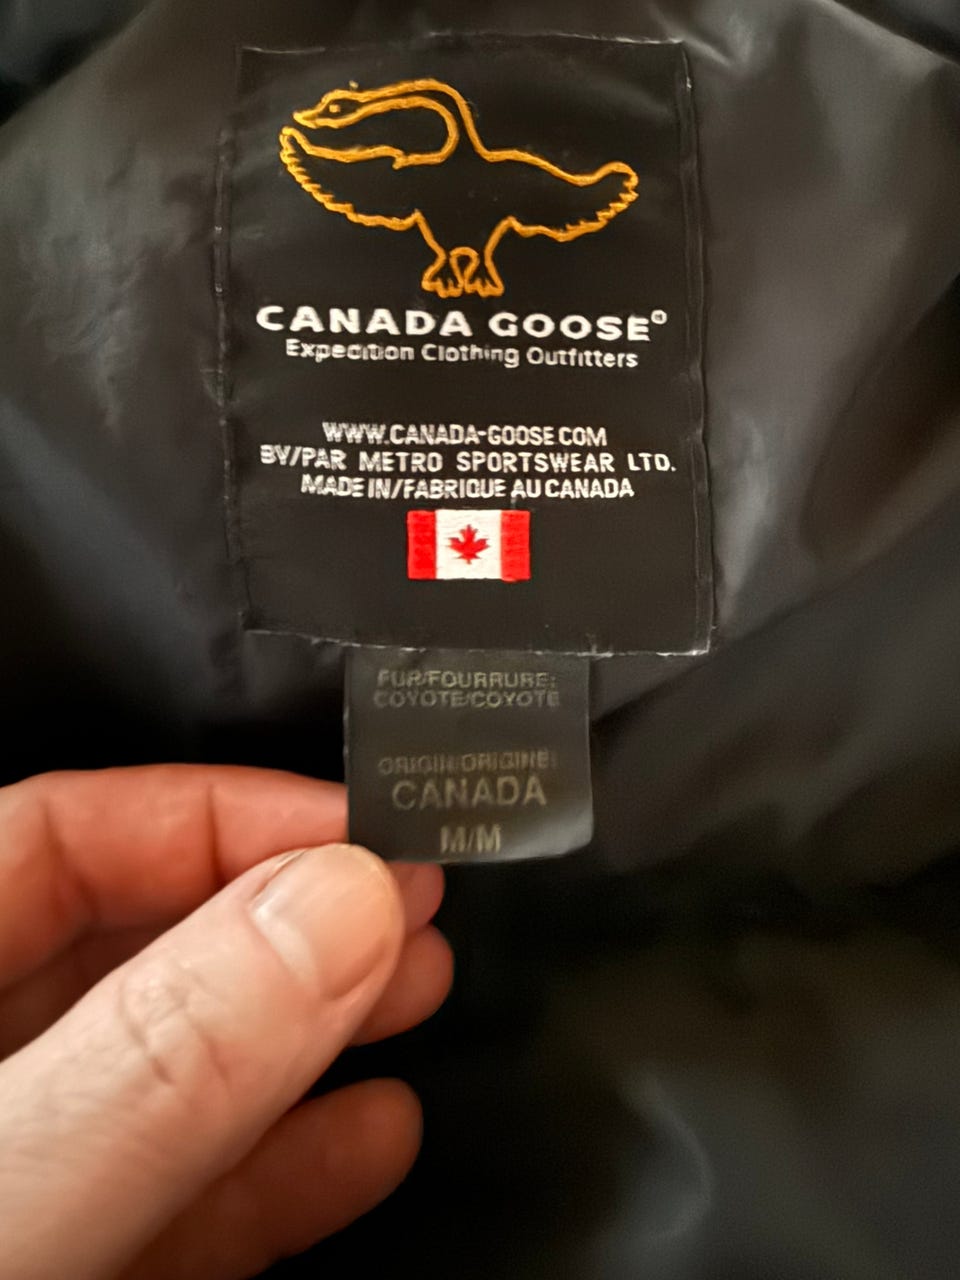 CANADA GOOSE®
Expedition Clothing Outfitters
WWW.CANADA-GOOSE.COM
BY/PAR METRO SPORTSWEAR LTD.
MADE IN/FABRIQUE AU CANADA
FUR/FOURRURE:
COYOTE/COYOTE
ORIGIN/ORIGINE:
CANADA
M/M